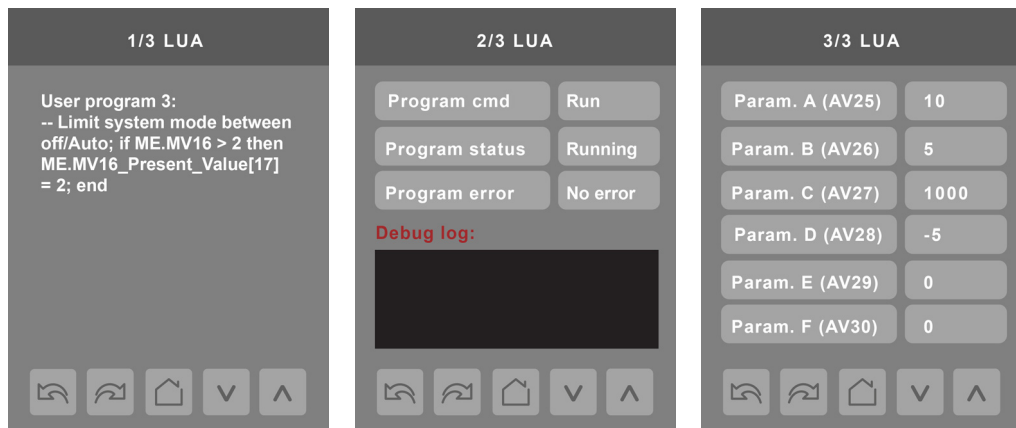 1/3 LUA
User program 3:
-- Limit system mode between
off/Auto; if ME.MV16 > 2 then
ME.MV16_Present_Value[17]
= 2; end
2/3 LUA
Program cmd Run
Program status Running
Program error No error
Debug log:
3/3 LUA
Param. A (AV25) 10
Param. B (AV26) 5
Param. C (AV27) 1000
Param. D (AV28) -5
Param. E (AV29) 0
Param. F (AV30) 0